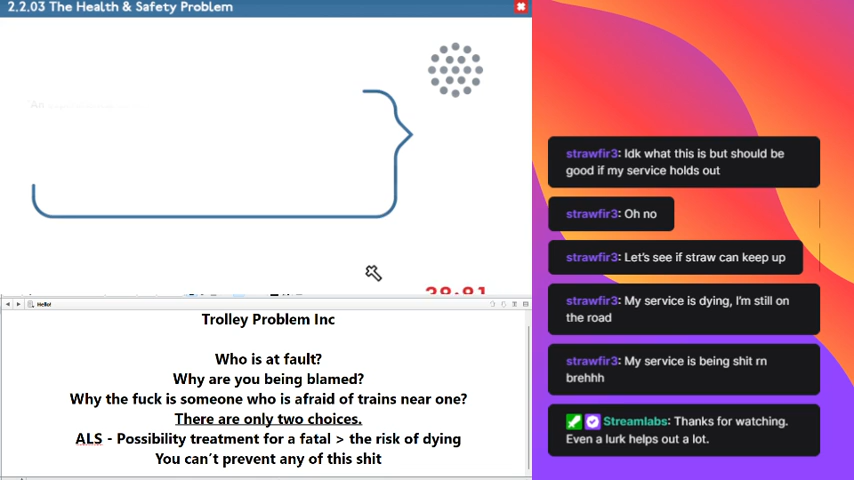 2.2.03 The Health & Safety Problem
An
Hello!
Trolley Problem Inc
Who is at fault?
Why are you being blamed?
Why the fuck is someone who is afraid of trains near one?
There are only two choices.
ALS - Possibility treatment for a fatal > the risk of dying
You can't prevent any of this shit
strawfir3: Idk what this is but should be
good if my service holds out
strawfir3: Oh no
strawfir3: Let's see if straw can keep up
strawfir3: My service is dying, I'm still on
the road
strawfir3: My service is being shit rn
brehhh
Streamlabs: Thanks for watching.
Even a lurk helps out a lot.